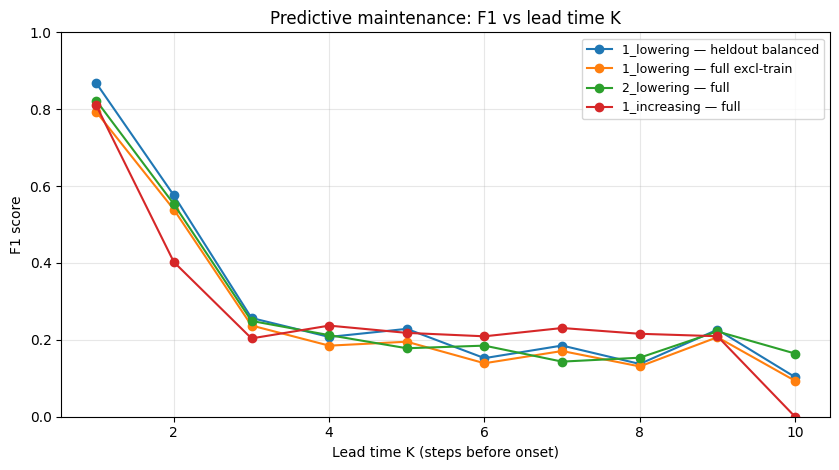 Predictive maintenance: F1 vs lead time K
1_lowering — heldout balanced
1_lowering — full excl-train
2_lowering — full
1_increasing — full
F1 score
1.0
0.8
0.6
0.4
0.2
0.0
2 4 6 8 10
Lead time K (steps before onset)